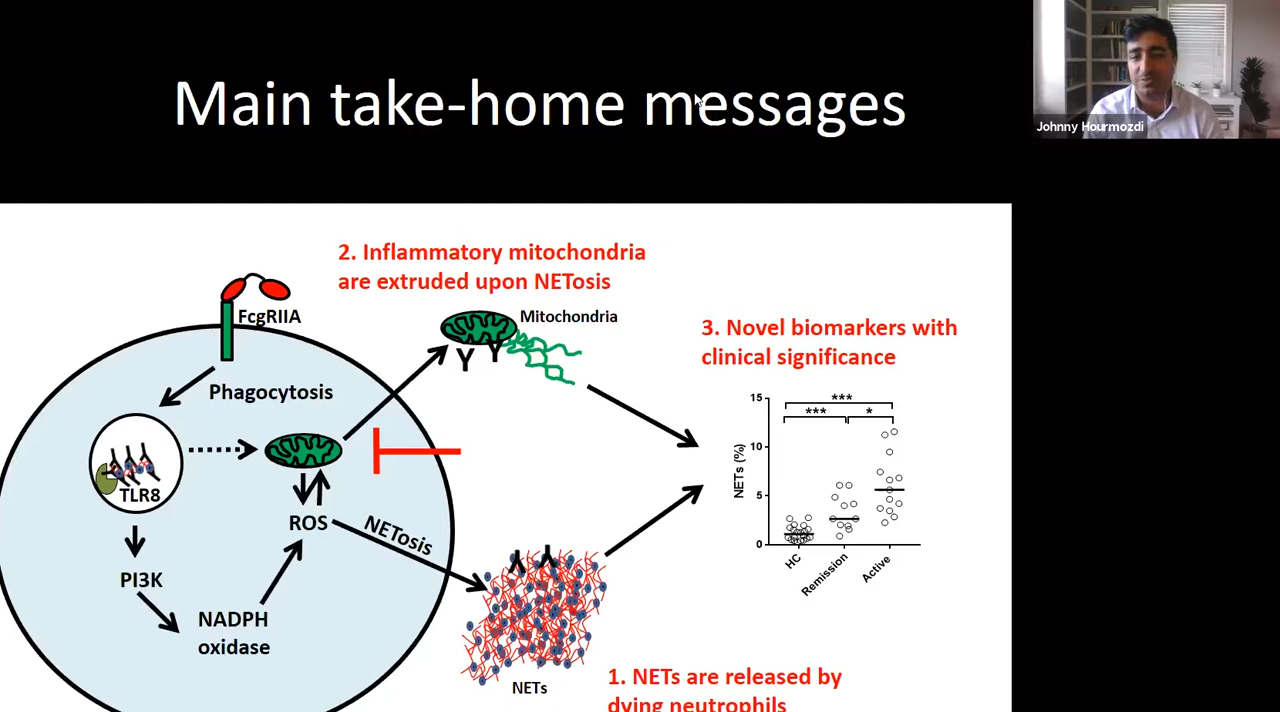 Main take-home messages
Johnny Hourmozdi
2. Inflammatory mitochondria
are extruded upon NETosis
FcgRIIA
Mitochondria
3. Novel biomarkers with
clinical significance
Phagocytosis
TLR8
ROS
NETosis
PI3K
NADPH
oxidase
NETs
15
10
5
0
NETs (%)
***
***
*
HC
Remission
Active
1. NETs are released by
dying neutrophils